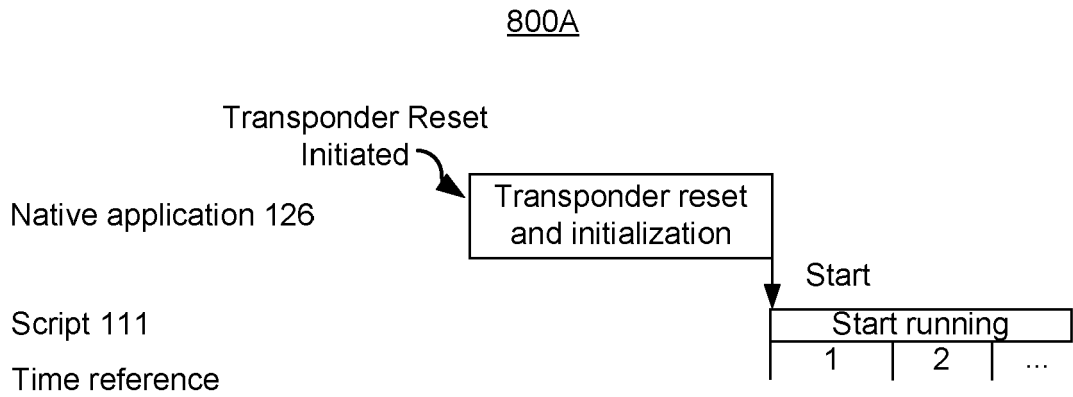 800A
Transponder Reset
Initiated
Transponder reset
and initialization
Native application 126
Start
Script 111
Start running
1 2 ...
Time reference